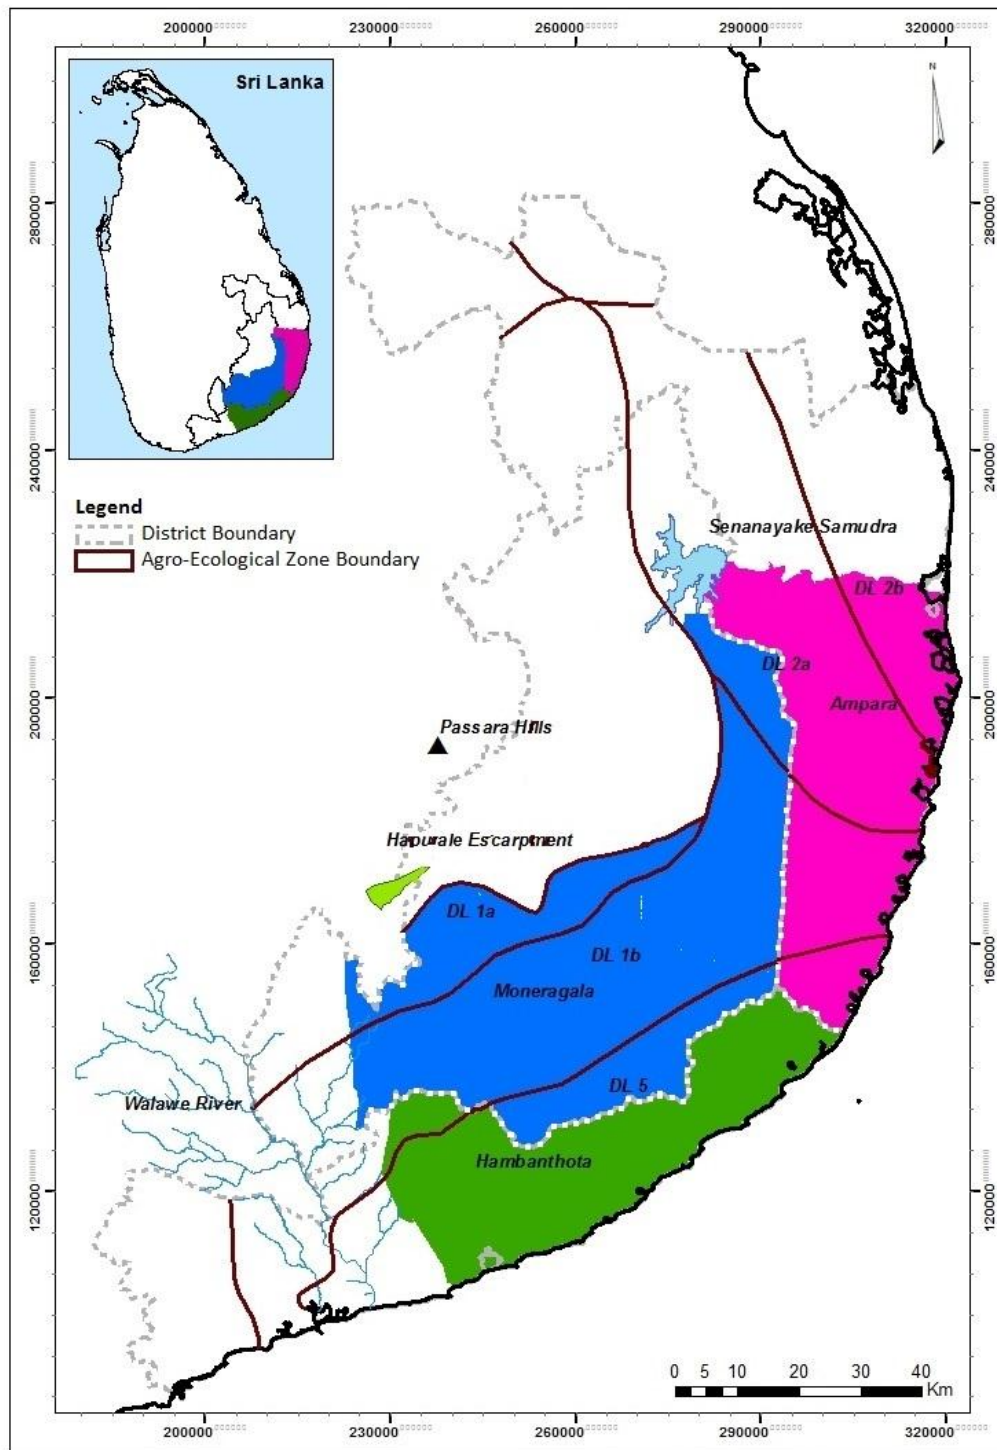 200000 230000 260000 290000 320000
Sri Lanka
280000 280000
240000 240000
Legend
District Boundary
Agro-Ecological Zone Boundary
N
Senanayake Samudra
DL 2b
DL 2a
200000 200000
Ampara
Passara Hills
Hapurale Escarpment
DL 1a
160000 160000
DL 1b
Moneragala
Walawe River
DL 5
Hambanthota
120000 120000
0 5 10 20 30 40
Km
200000 230000 260000 290000 320000